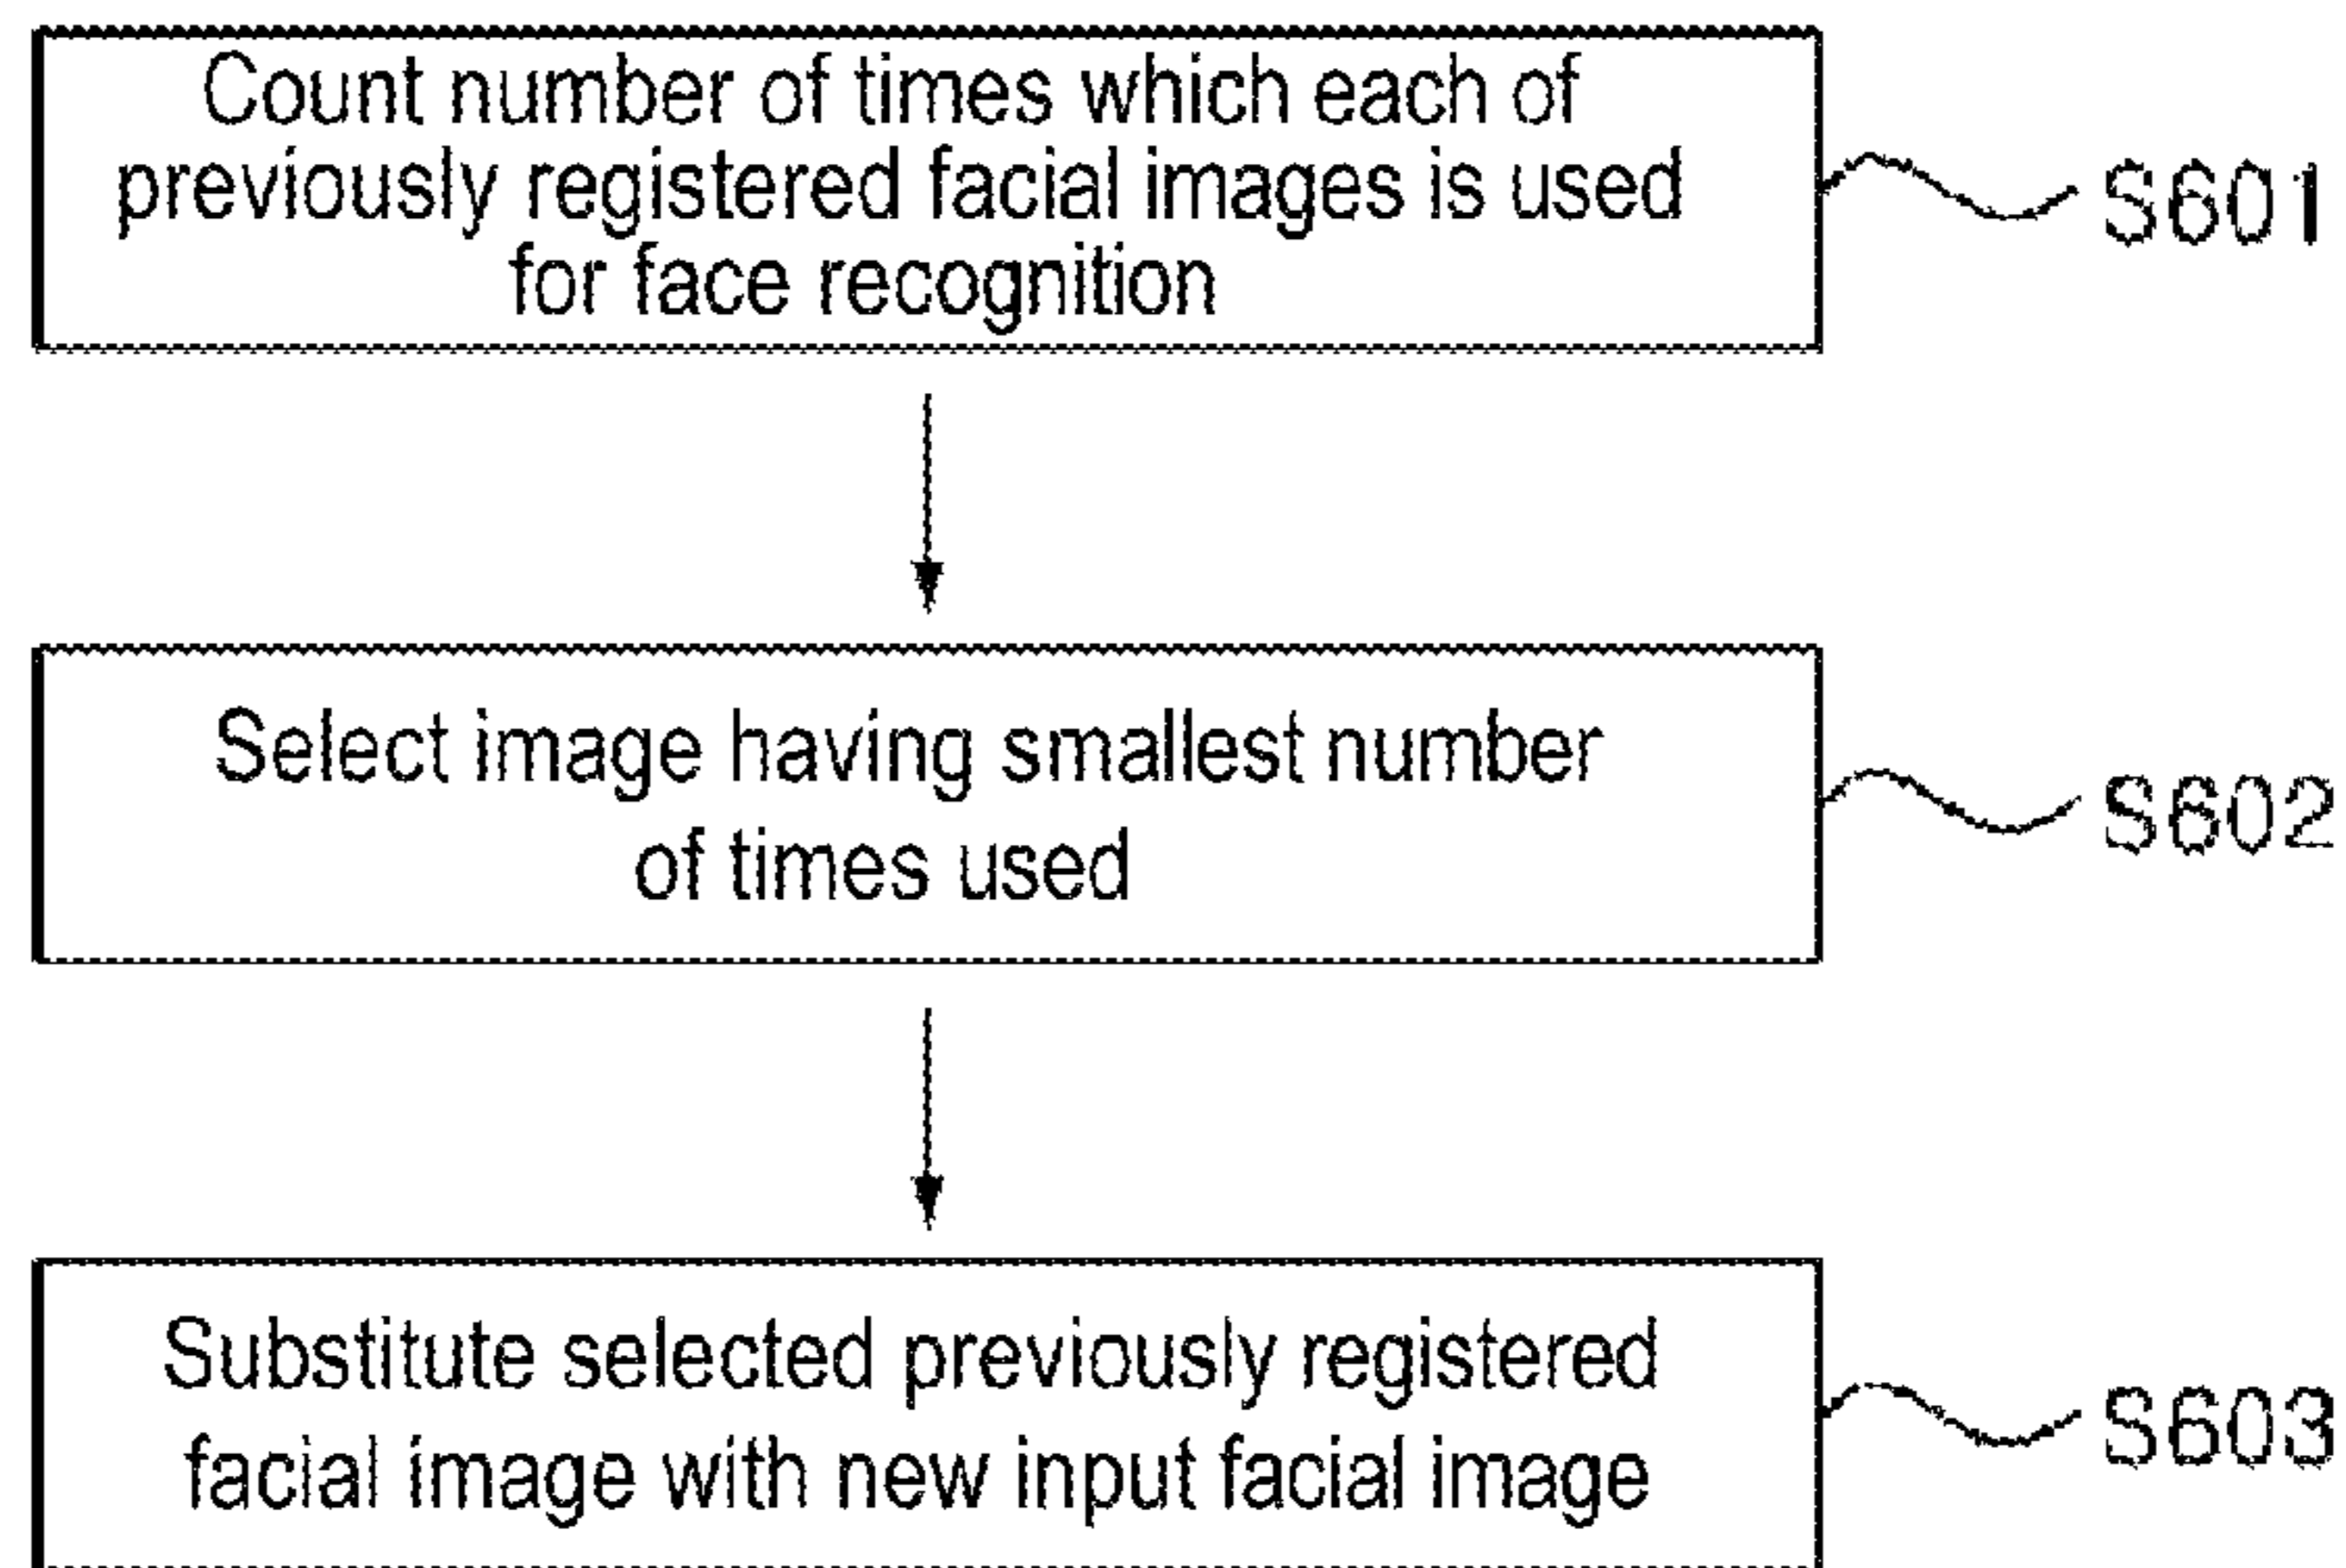 Count number of times which each of
previously registered facial images is used
for face recognition
S601
Select image having smallest number
of times used
S602
Substitute selected previously registered
facial image with new input facial image
S603